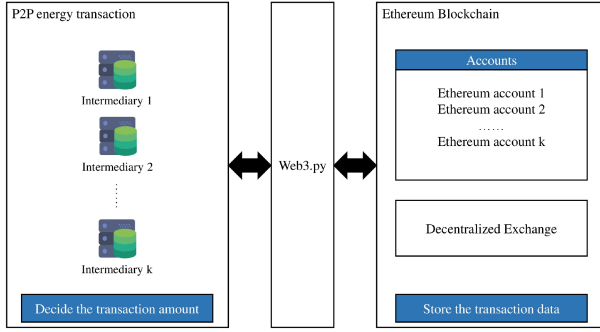 P2P energy transaction
Intermediary 1
Intermediary 2
......
Intermediary k
Decide the transaction amount
Web3.py
Ethereum Blockchain
Accounts
Ethereum account 1
Ethereum account 2
......
Ethereum account k
Decentralized Exchange
Store the transaction data